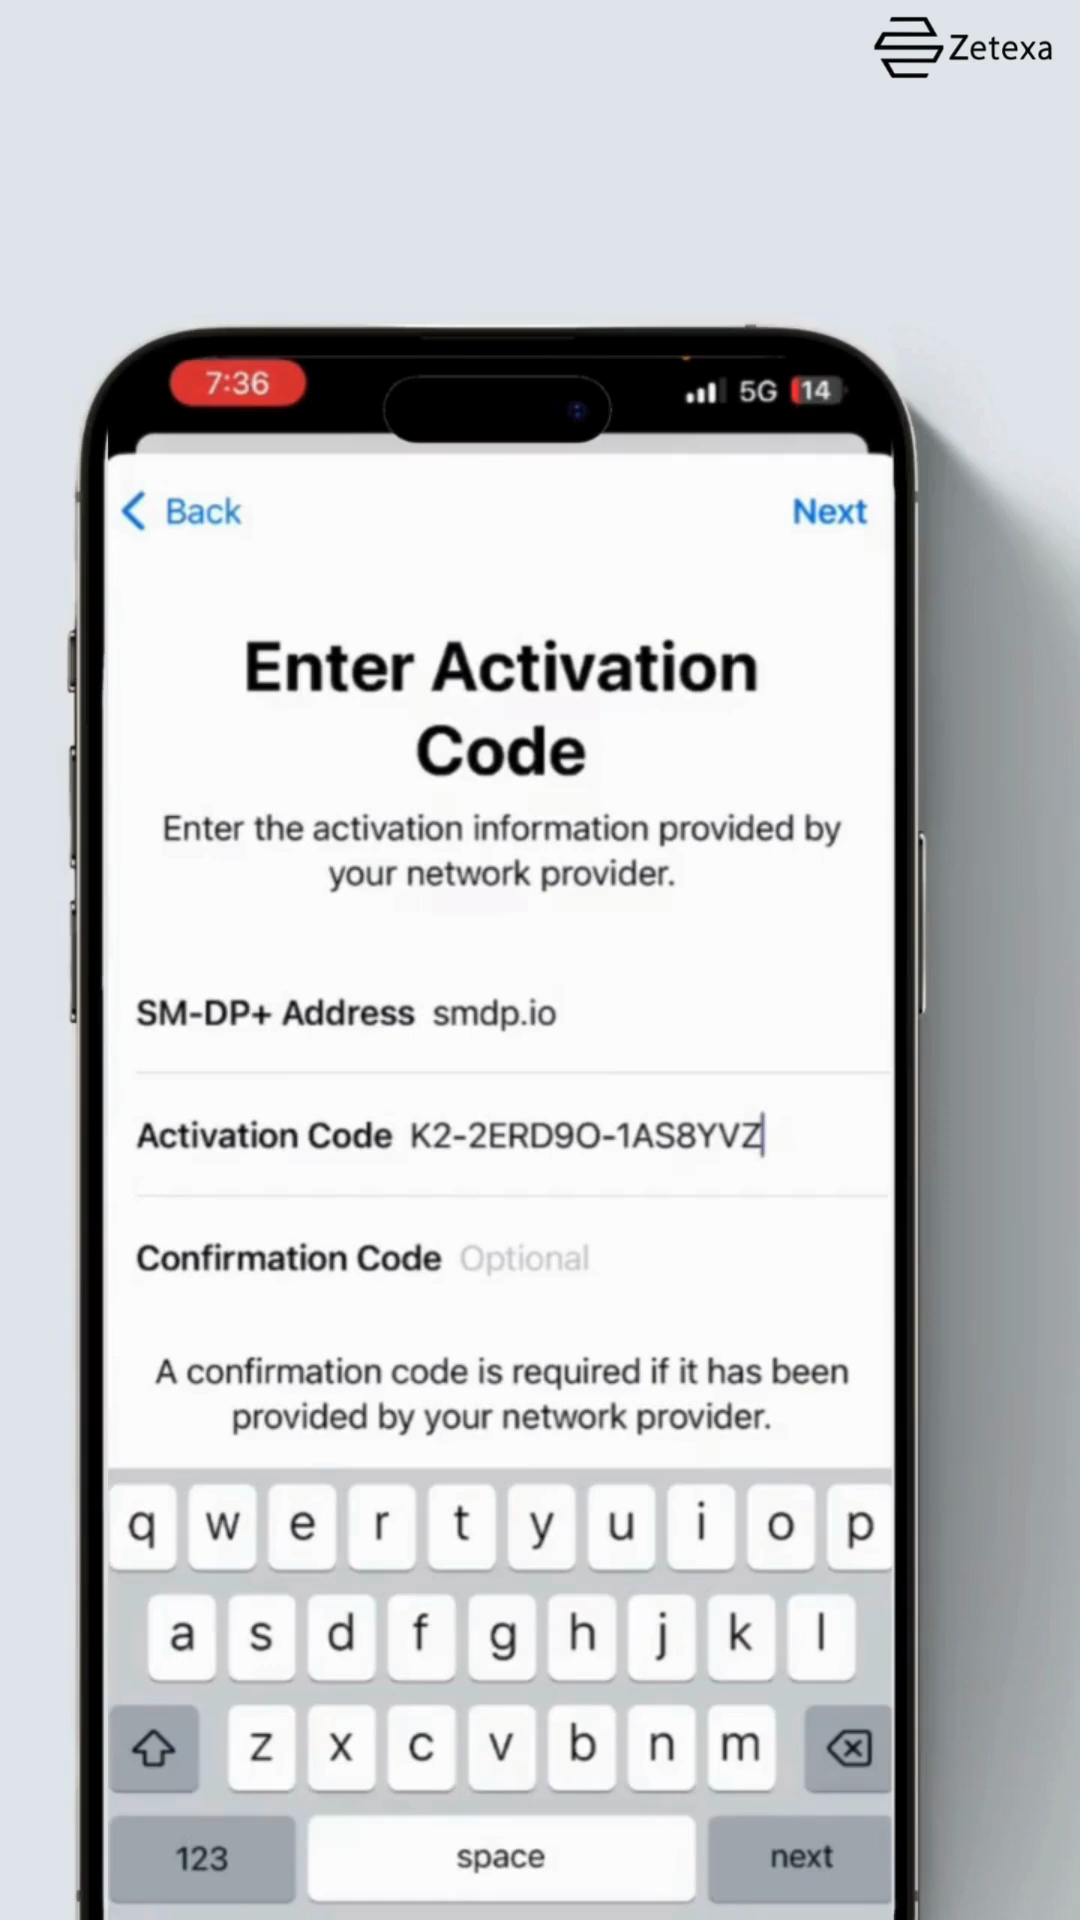 Zetexa
7:36
5G 14
Back
Next
Enter Activation
Code
Enter the activation information provided by
your network provider.
SM-DP+ Address smdp.io
Activation Code K2-2ERD9O-1AS8YVZ
Confirmation Code Optional
A confirmation code is required if it has been
provided by your network provider.
q w e r t y u i o p
a s d f g h j k l
z x c v b n m
123 space next